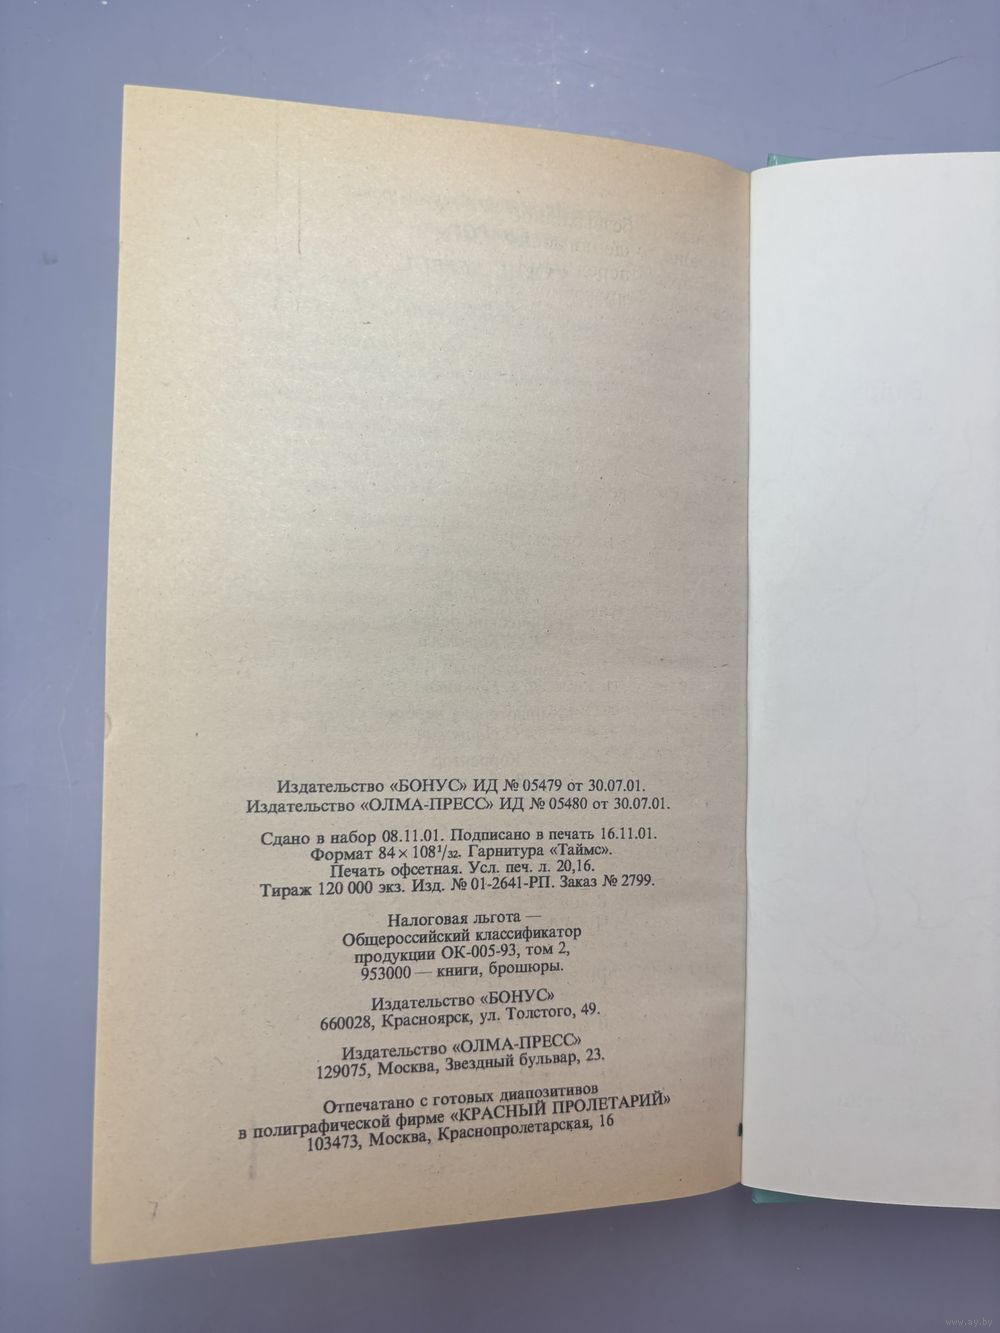 Издательство «БОНУС» ИД № 05479 от 30.07.01.
Издательство «ОЛМА-ПРЕСС» ИД № 05480 от 30.07.01.
Сдано в набор 08.11.01. Подписано в печать 16.11.01.
Формат 84×108¹/₃₂. Гарнитура «Таймс».
Печать офсетная. Усл. печ. л. 20,16.
Тираж 120 000 экз. Изд. № 01-2641-РП. Заказ № 2799.
Налоговая льгота —
Общероссийский классификатор
продукции ОК-005-93, том 2,
953000 — книги, брошюры.
Издательство «БОНУС»
660028, Красноярск, ул. Толстого, 49.
Издательство «ОЛМА-ПРЕСС»
129075, Москва, Звездный бульвар, 23.
Отпечатано с готовых диапозитивов
в полиграфической фирме «КРАСНЫЙ ПРОЛЕТАРИЙ»
103473, Москва, Краснопролетарская, 16
7
www.ay.by